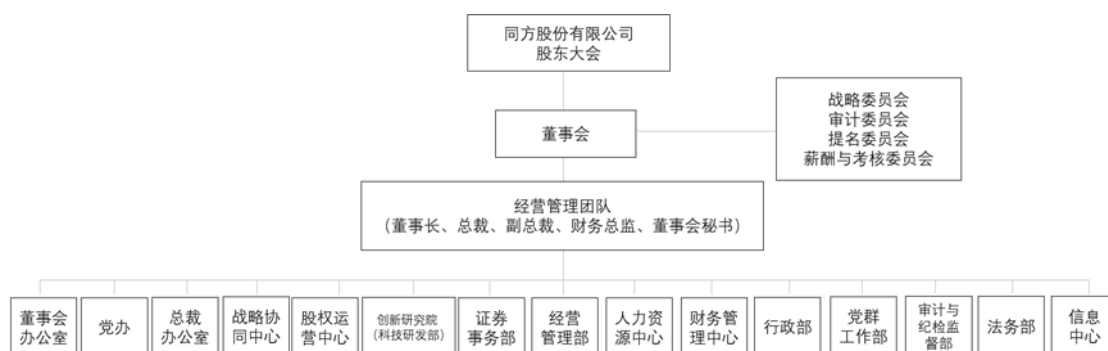 同方股份有限公司
股东大会
战略委员会
审计委员会
提名委员会
薪酬与考核委员会
董事会
经营管理团队
（董事长、总裁、副总裁、财务总监、董事会秘书）
董事会
办公室
党办
总裁
办公室
战略协
同中心
股权运
营中心
创新研究院
（科技研发部）
证券
事务部
经营
管理部
人力资
源中心
财务管
理中心
行政部
党群
工作部
审计与
纪检监
督部
法务部
信息
中心